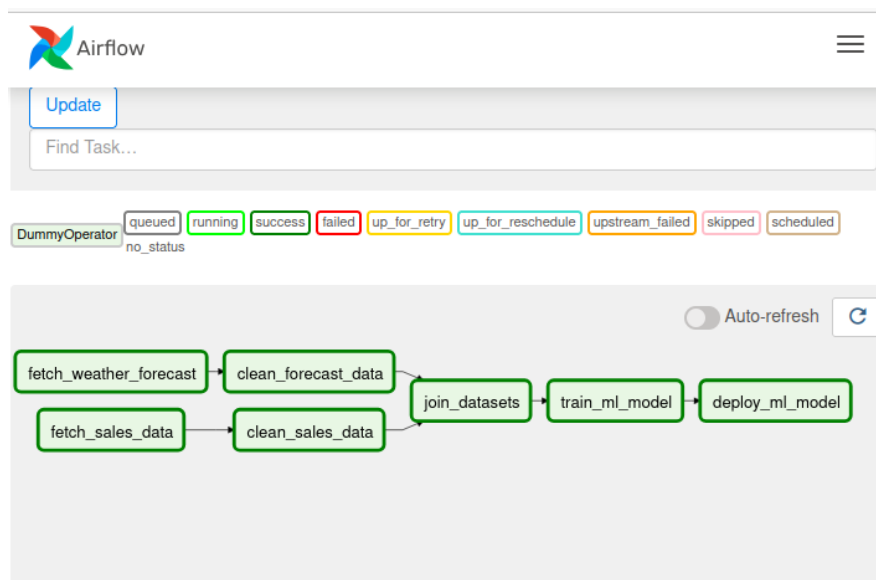 Airflow
Update
Find Task...
DummyOperator
queued running success failed up_for_retry up_for_reschedule upstream_failed skipped scheduled
no_status
Auto-refresh
fetch_weather_forecast clean_forecast_data
join_datasets train_ml_model deploy_ml_model
fetch_sales_data clean_sales_data